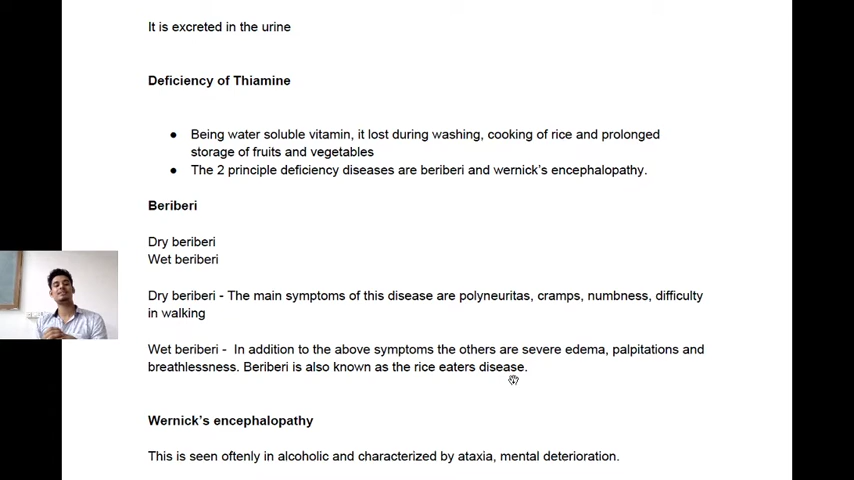 It is excreted in the urine
Deficiency of Thiamine
● Being water soluble vitamin, it lost during washing, cooking of rice and prolonged
storage of fruits and vegetables
● The 2 principle deficiency diseases are beriberi and wernick's encephalopathy.
Beriberi
Dry beriberi
Wet beriberi
Dry beriberi - The main symptoms of this disease are polyneuritas, cramps, numbness, difficulty
in walking
Wet beriberi - In addition to the above symptoms the others are severe edema, palpitations and
breathlessness. Beriberi is also known as the rice eaters disease.
Wernick's encephalopathy
This is seen oftenly in alcoholic and characterized by ataxia, mental deterioration.